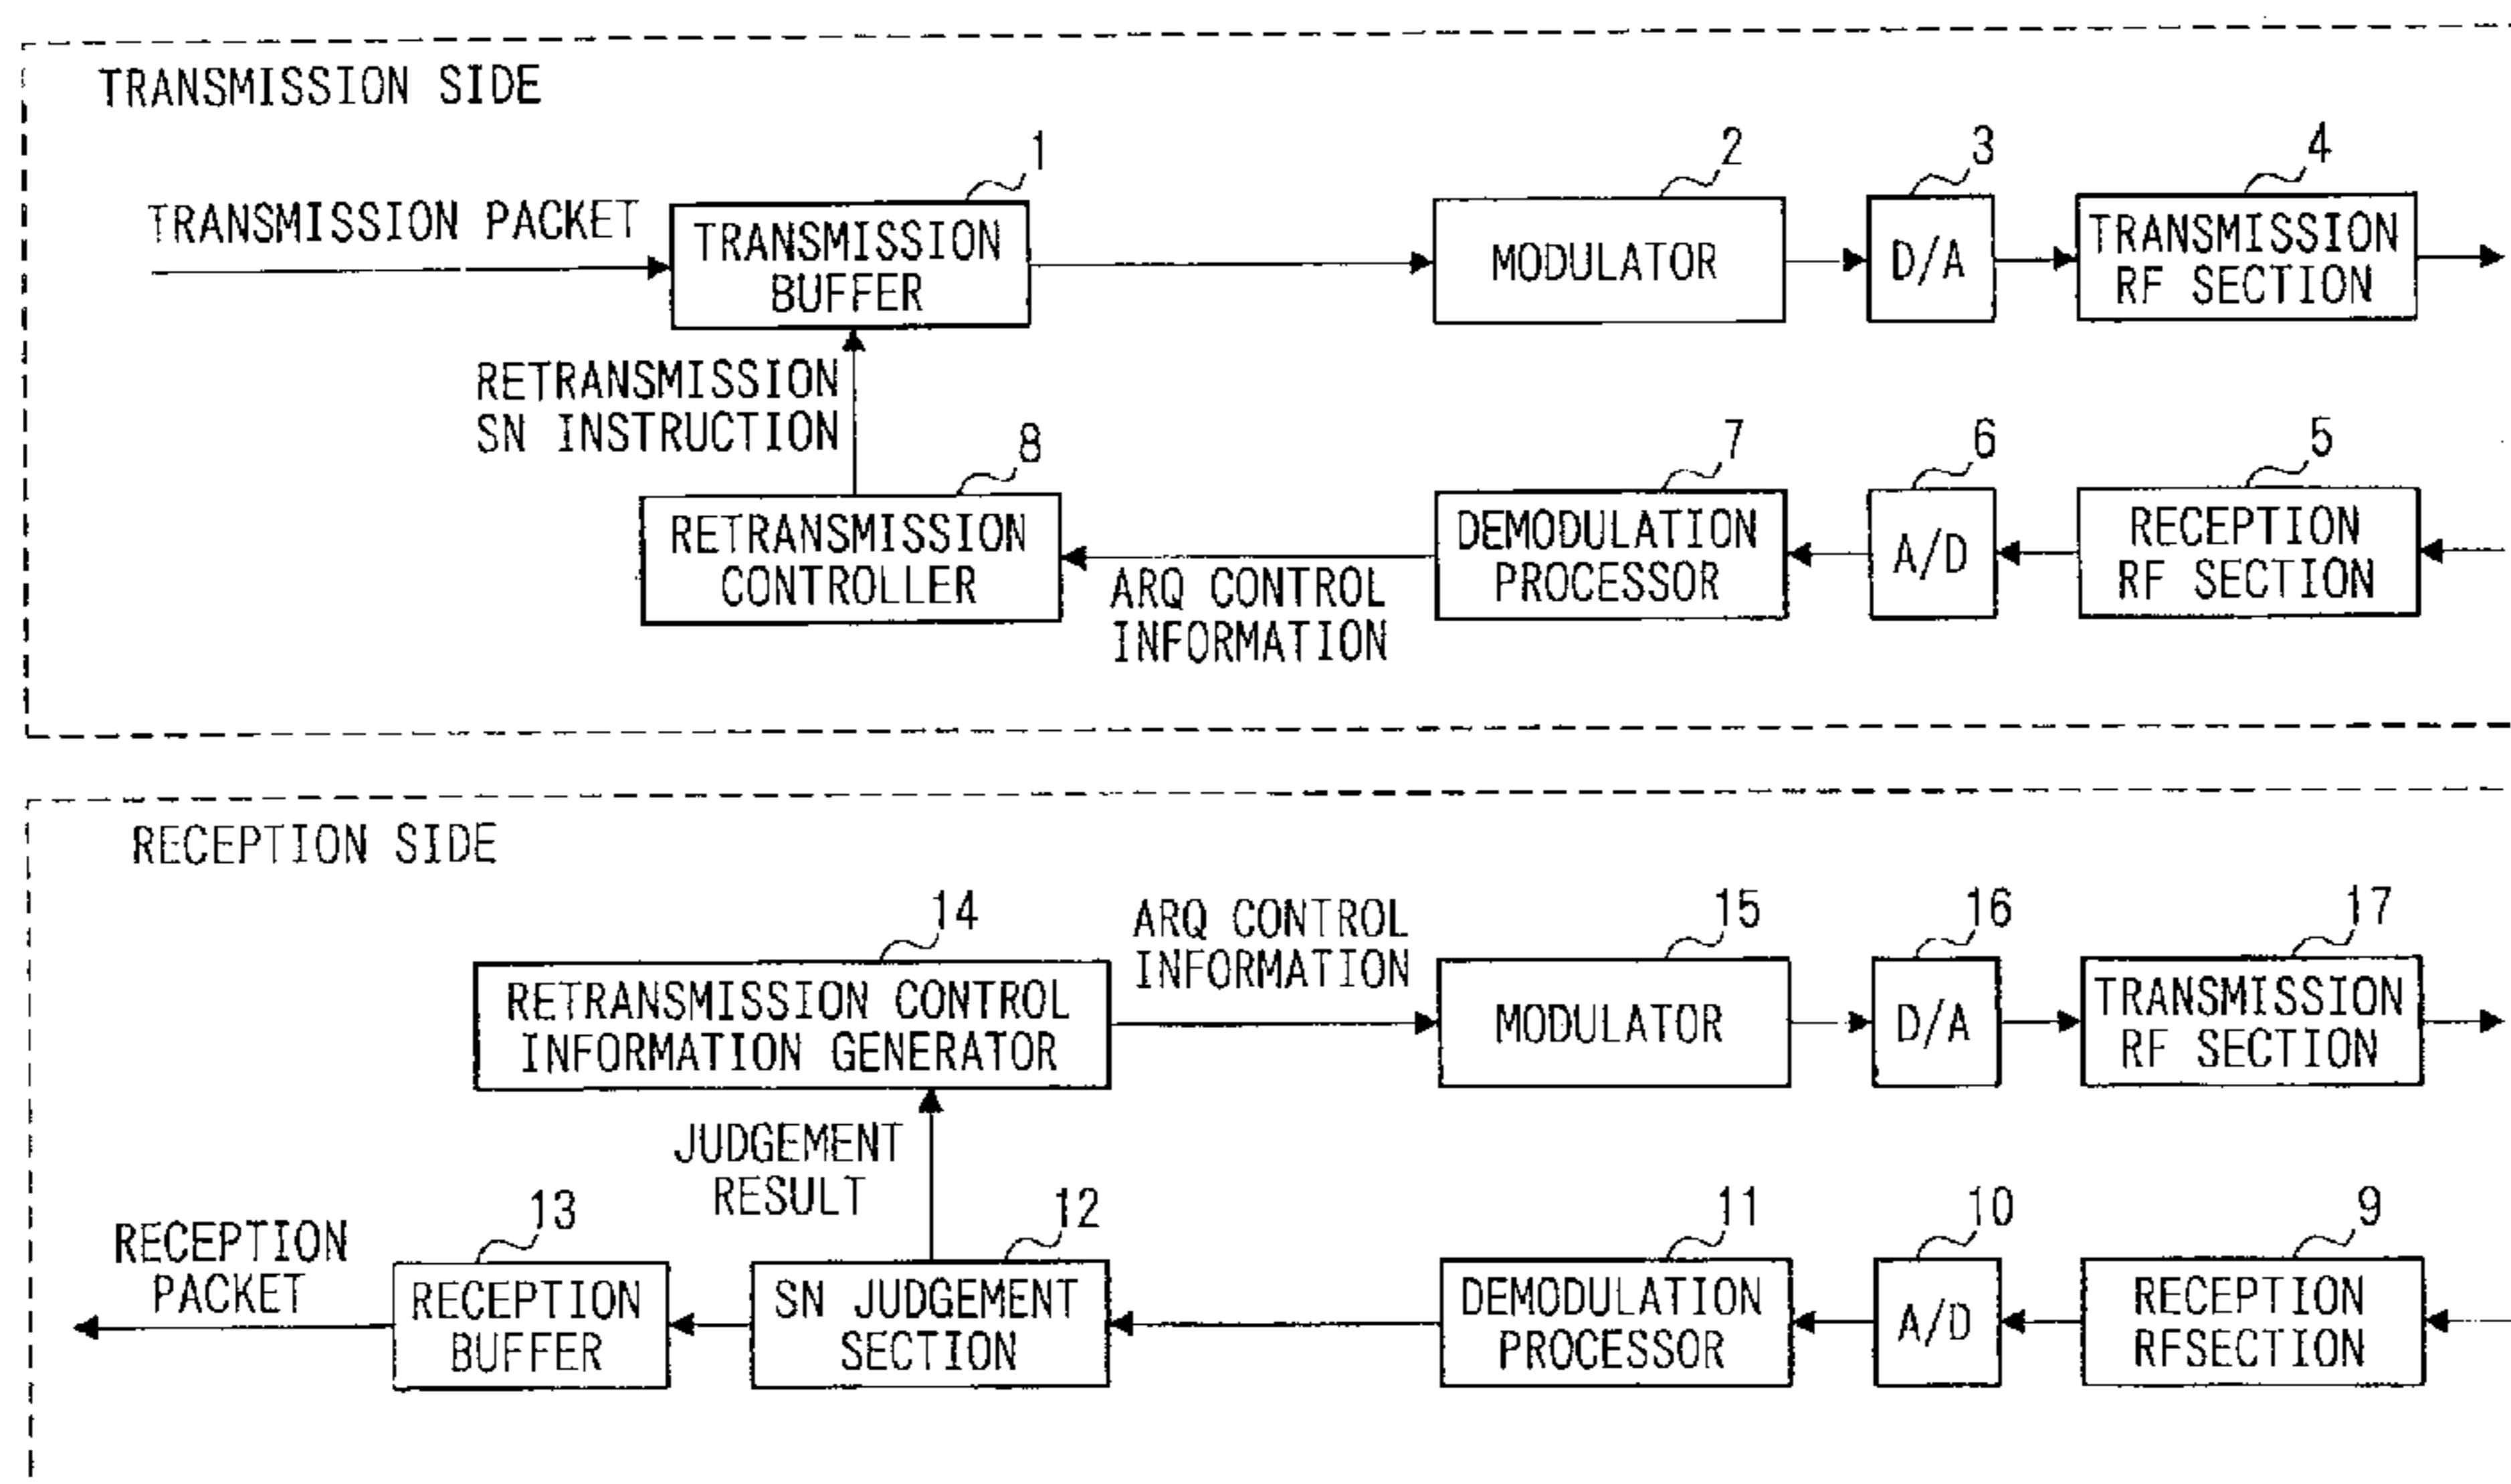 TRANSMISSION SIDE
1
2
3
4
TRANSMISSION PACKET
TRANSMISSION
BUFFER
MODULATOR
D/A
TRANSMISSION
RF SECTION
RETRANSMISSION
SN INSTRUCTION
8
7
6
5
RETRANSMISSION
CONTROLLER
ARQ CONTROL
INFORMATION
DEMODULATION
PROCESSOR
A/D
RECEPTION
RF SECTION
RECEPTION SIDE
14
ARQ CONTROL
INFORMATION
15
16
17
RETRANSMISSION CONTROL
INFORMATION GENERATOR
MODULATOR
D/A
TRANSMISSION
RF SECTION
JUDGEMENT
RESULT
13
12
11
10
9
RECEPTION
PACKET
RECEPTION
BUFFER
SN JUDGEMENT
SECTION
DEMODULATION
PROCESSOR
A/D
RECEPTION
RFSECTION